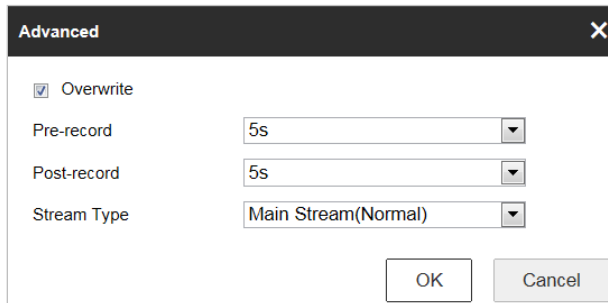 Advanced
Overwrite
Pre-record 5s
Post-record 5s
Stream Type Main Stream(Normal)
OK Cancel